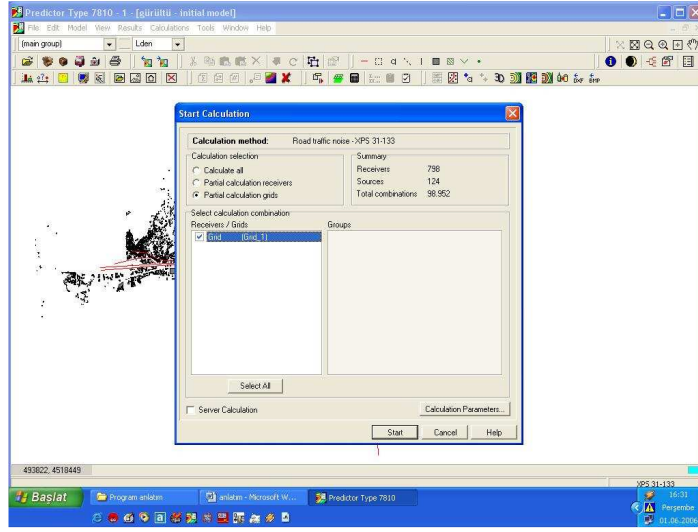 Predictor Type 7810 - 1 - [gürültü - initial model]
File Edit Model View Results Calculations Tools Window Help
(main group) Lden
Start Calculation
Calculation method: Road traffic noise - XPS 31-133
Calculation selection
Calculate all
Partial calculation receivers
Partial calculation grids
Summary
Receivers 798
Sources 124
Total combinations 98.952
Select calculation combination
Receivers / Grids
Groups
Grid (Grid_1)
Select All
Server Calculation
Calculation Parameters...
Start Cancel Help
493822, 4518449
XPS 31-133
Başlat
Program anlatım
anlatım - Microsoft W...
Predictor Type 7810
16:31
Perşembe
01.06.2006